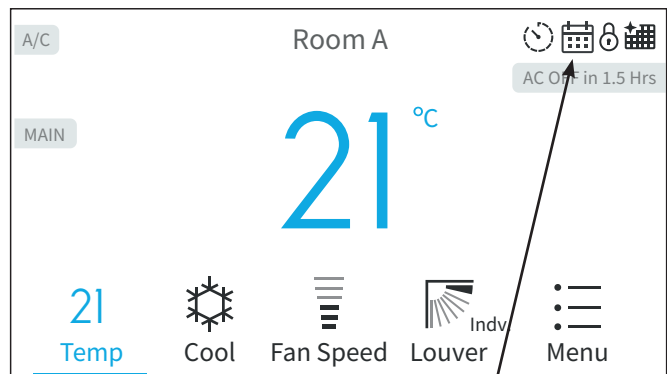 A/C
Room A
AC OFF in 1.5 Hrs
MAIN
21 °C
21
Indv.
Temp
Cool
Fan Speed
Louver
Menu